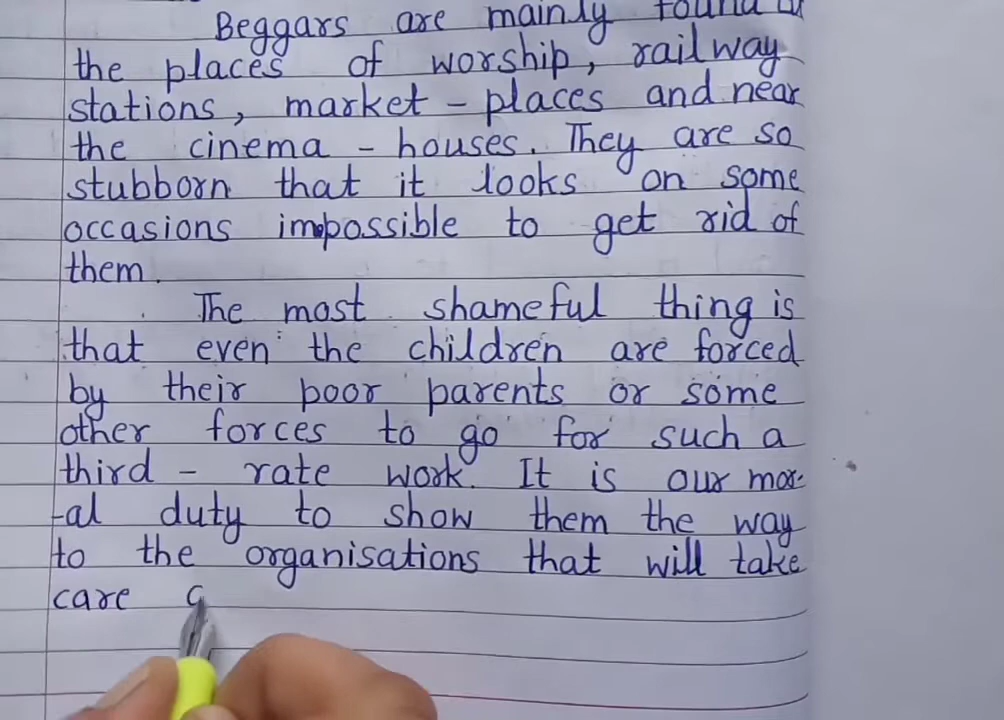 Beggars are mainly found
the places of worship, railway
stations, market - places and near
the cinema - houses. They are so
stubborn that it looks on some
occasions impossible to get rid of
them.
The most shameful thing is
that even the children are forced
by their poor parents or some
other forces to go for such a
third - rate work. It is our mor-
-al duty to show them the way
to the organisations that will take
care